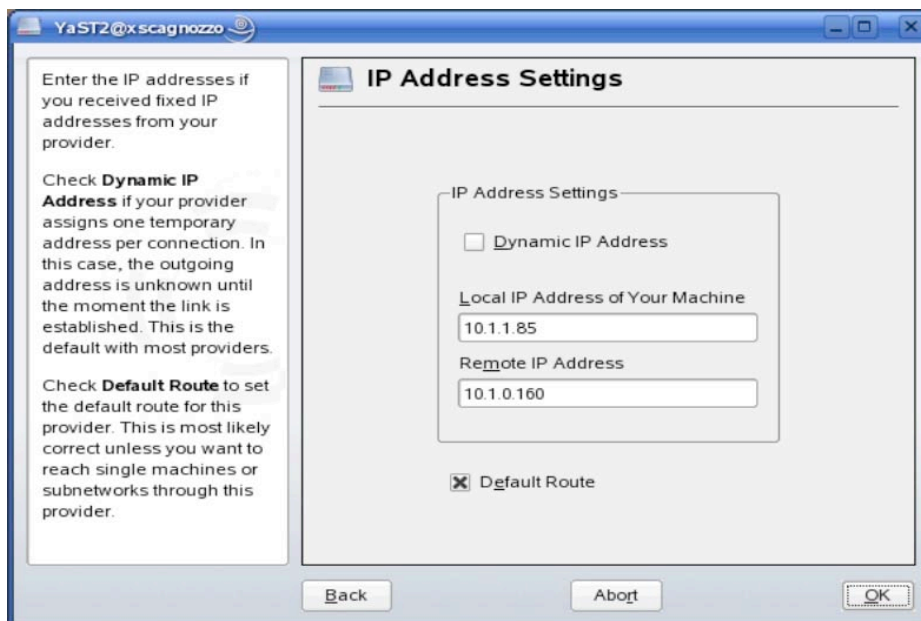 YaST2@xscagnozzo
Enter the IP addresses if
you received fixed IP
addresses from your
provider.
Check Dynamic IP
Address if your provider
assigns one temporary
address per connection. In
this case, the outgoing
address is unknown until
the moment the link is
established. This is the
default with most providers.
Check Default Route to set
the default route for this
provider. This is most likely
correct unless you want to
reach single machines or
subnetworks through this
provider.
IP Address Settings
IP Address Settings
Dynamic IP Address
Local IP Address of Your Machine
10.1.1.85
Remote IP Address
10.1.0.160
Default Route
Back
Abort
OK